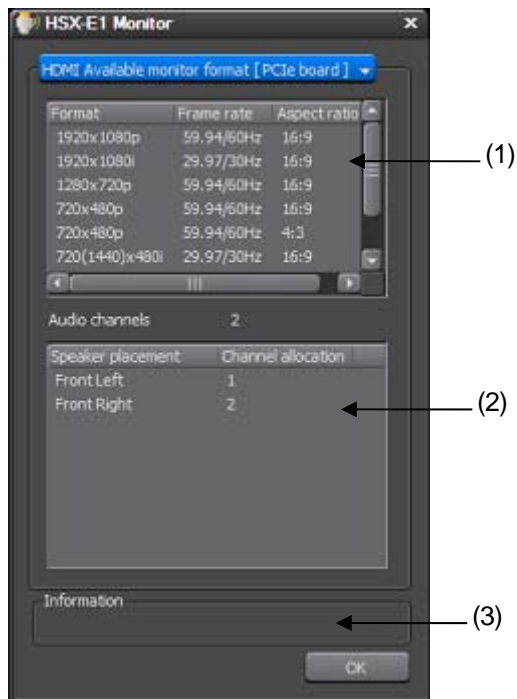 HSX-E1 Monitor
HDMI Available monitor format [ PCIe board ]
Format Frame rate Aspect ratio
1920x1080p 59.94/60Hz 16:9
1920x1080i 29.97/30Hz 16:9
1280x720p 59.94/60Hz 16:9
720x480p 59.94/60Hz 16:9
720x480p 59.94/60Hz 4:3
720(1440)x480i 29.97/30Hz 16:9
(1)
Audio channels 2
Speaker placement Channel allocation
Front Left 1
Front Right 2
(2)
Information
(3)
OK